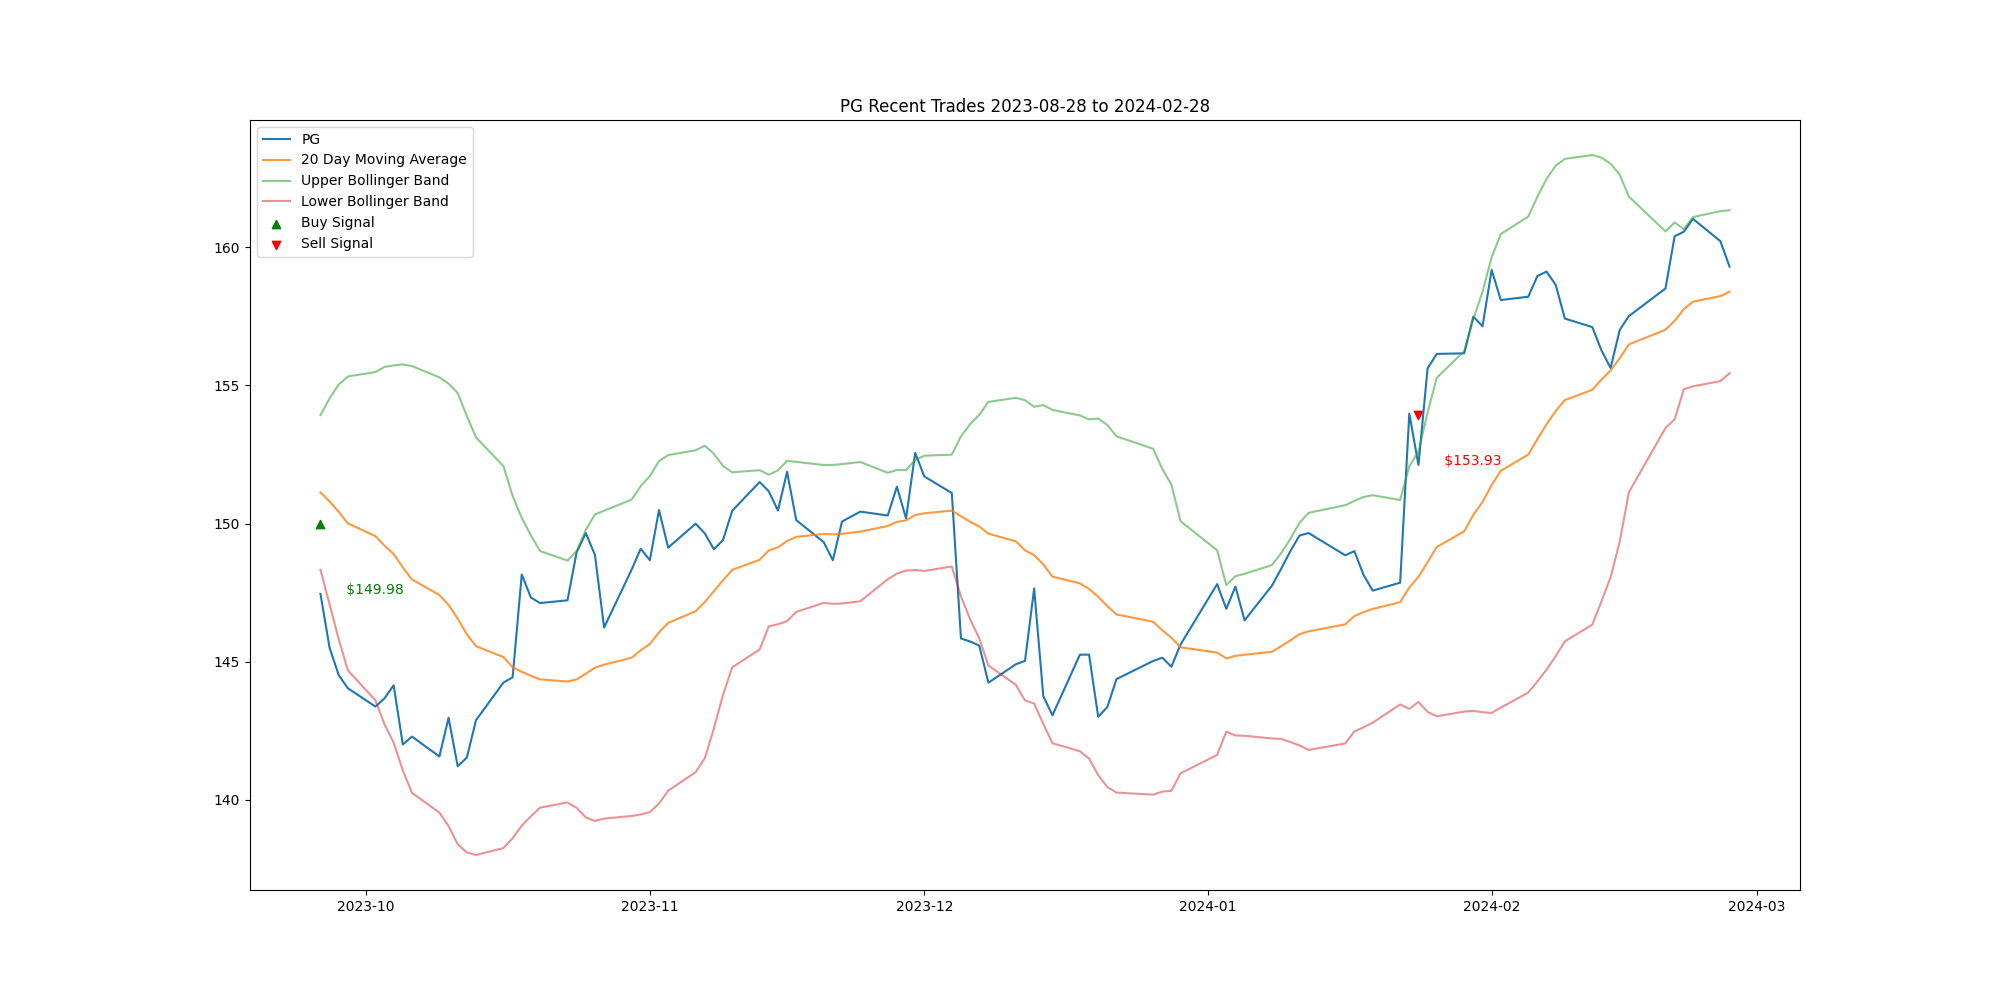 PG Recent Trades 2023-08-28 to 2024-02-28
PG
20 Day Moving Average
Upper Bollinger Band
Lower Bollinger Band
Buy Signal
Sell Signal
160
155
150
145
140
$149.98
$153.93
2023-10
2023-11
2023-12
2024-01
2024-02
2024-03